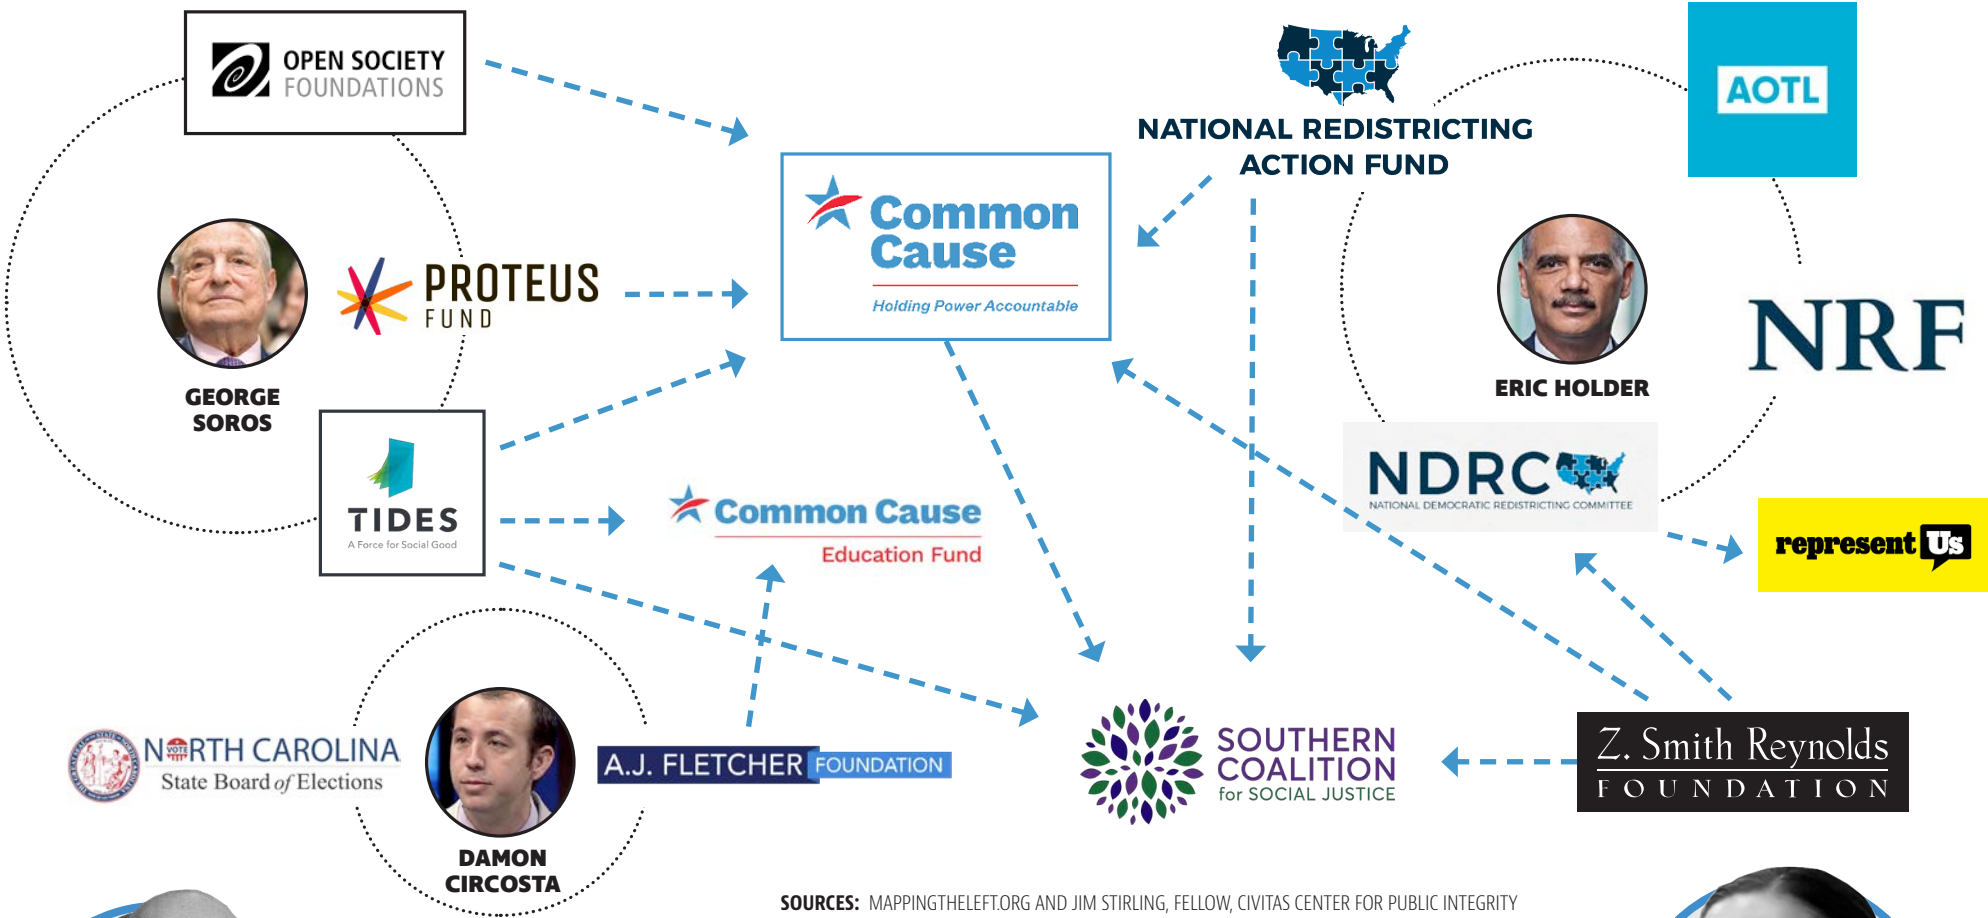 OPEN SOCIETY
FOUNDATIONS
NATIONAL REDISTRICTING
ACTION FUND
AOTL
Common
Cause
Holding Power Accountable
PROTEUS
FUND
GEORGE
SOROS
ERIC HOLDER
NRF
TIDES
A Force for Social Good
Common Cause
Education Fund
NDRC
NATIONAL DEMOCRATIC REDISTRICTING COMMITTEE
represent Us
VOTE
NORTH CAROLINA
State Board of Elections
A.J. FLETCHER FOUNDATION
DAMON
CIRCOSTA
SOUTHERN
COALITION
for SOCIAL JUSTICE
Z. Smith Reynolds
FOUNDATION
SOURCES: MAPPINGTHELEFT.ORG AND JIM STIRLING, FELLOW, CIVITAS CENTER FOR PUBLIC INTEGRITY